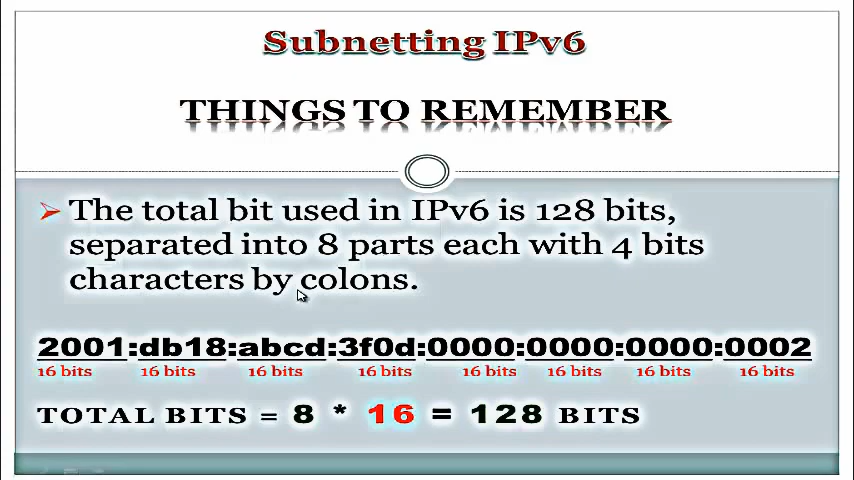 Subnetting IPv6
THINGS TO REMEMBER
The total bit used in IPv6 is 128 bits,
separated into 8 parts each with 4 bits
characters by colons.
2001:db18:abcd:3f0d:0000:0000:0000:0002
16 bits 16 bits 16 bits 16 bits 16 bits 16 bits 16 bits 16 bits
TOTAL BITS = 8 * 16 = 128 BITS